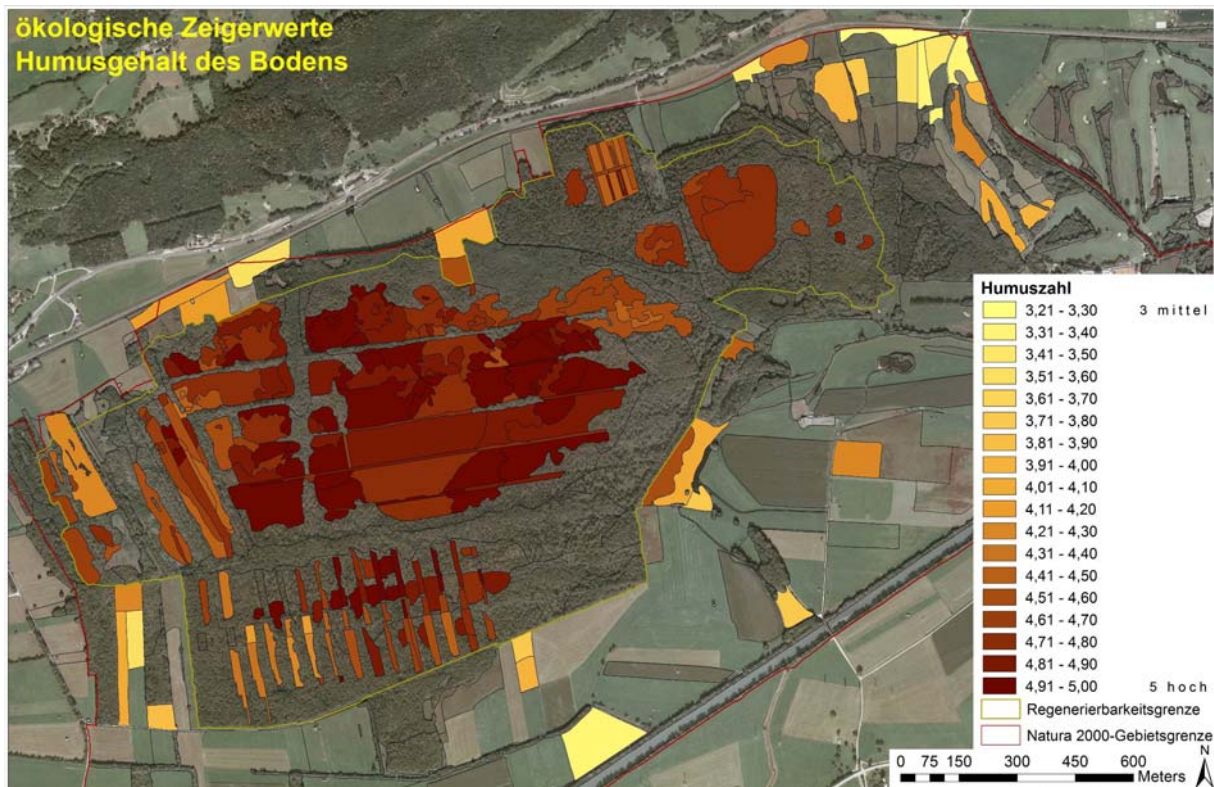 ökologische Zeigerwerte
Humusgehalt des Bodens
Humuszahl
3,21 - 3,30 3 mittel
3,31 - 3,40
3,41 - 3,50
3,51 - 3,60
3,61 - 3,70
3,71 - 3,80
3,81 - 3,90
3,91 - 4,00
4,01 - 4,10
4,11 - 4,20
4,21 - 4,30
4,31 - 4,40
4,41 - 4,50
4,51 - 4,60
4,61 - 4,70
4,71 - 4,80
4,81 - 4,90
4,91 - 5,00 5 hoch
Regenerierbarkeitsgrenze
Natura 2000-Gebietsgrenze
N
0 75 150 300 450 600
Meters